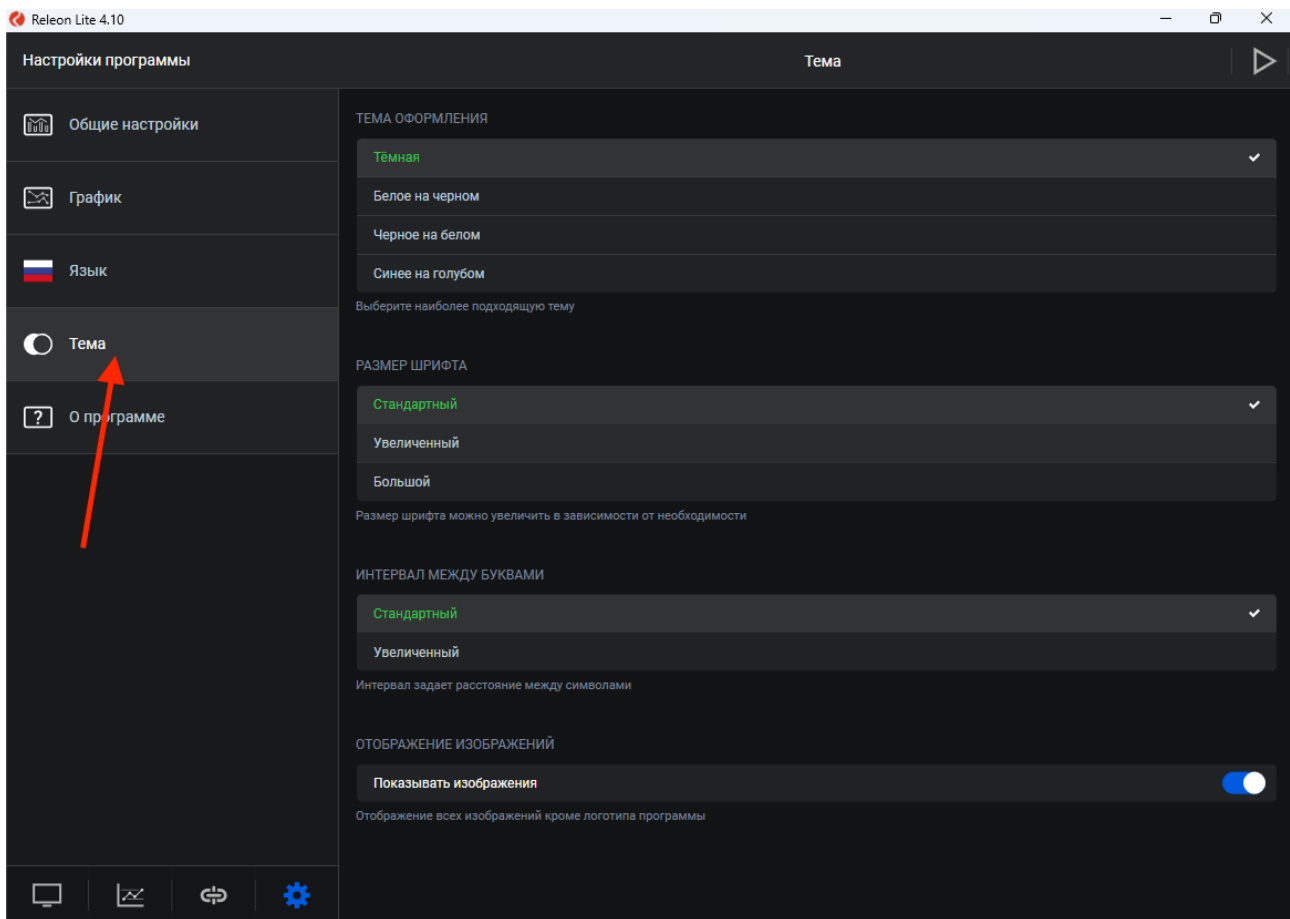 Releon Lite 4.10
Настройки программы
Тема
Общие настройки
График
Язык
Тема
О программе
ТЕМА ОФОРМЛЕНИЯ
Тёмная
Белое на черном
Черное на белом
Синее на голубом
Выберите наиболее подходящую тему
РАЗМЕР ШРИФТА
Стандартный
Увеличенный
Большой
Размер шрифта можно увеличить в зависимости от необходимости
ИНТЕРВАЛ МЕЖДУ БУКВАМИ
Стандартный
Увеличенный
Интервал задает расстояние между символами
ОТОБРАЖЕНИЕ ИЗОБРАЖЕНИЙ
Показывать изображения
Отображение всех изображений кроме логотипа программы